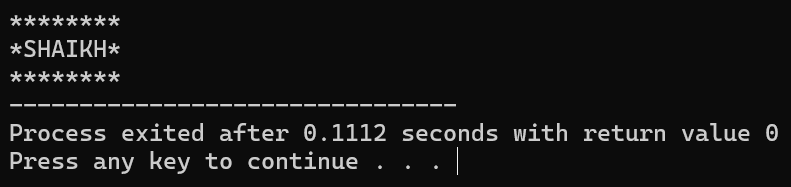 ********
*SHAIKH*
********
--------------------------------
Process exited after 0.1112 seconds with return value 0
Press any key to continue . . .